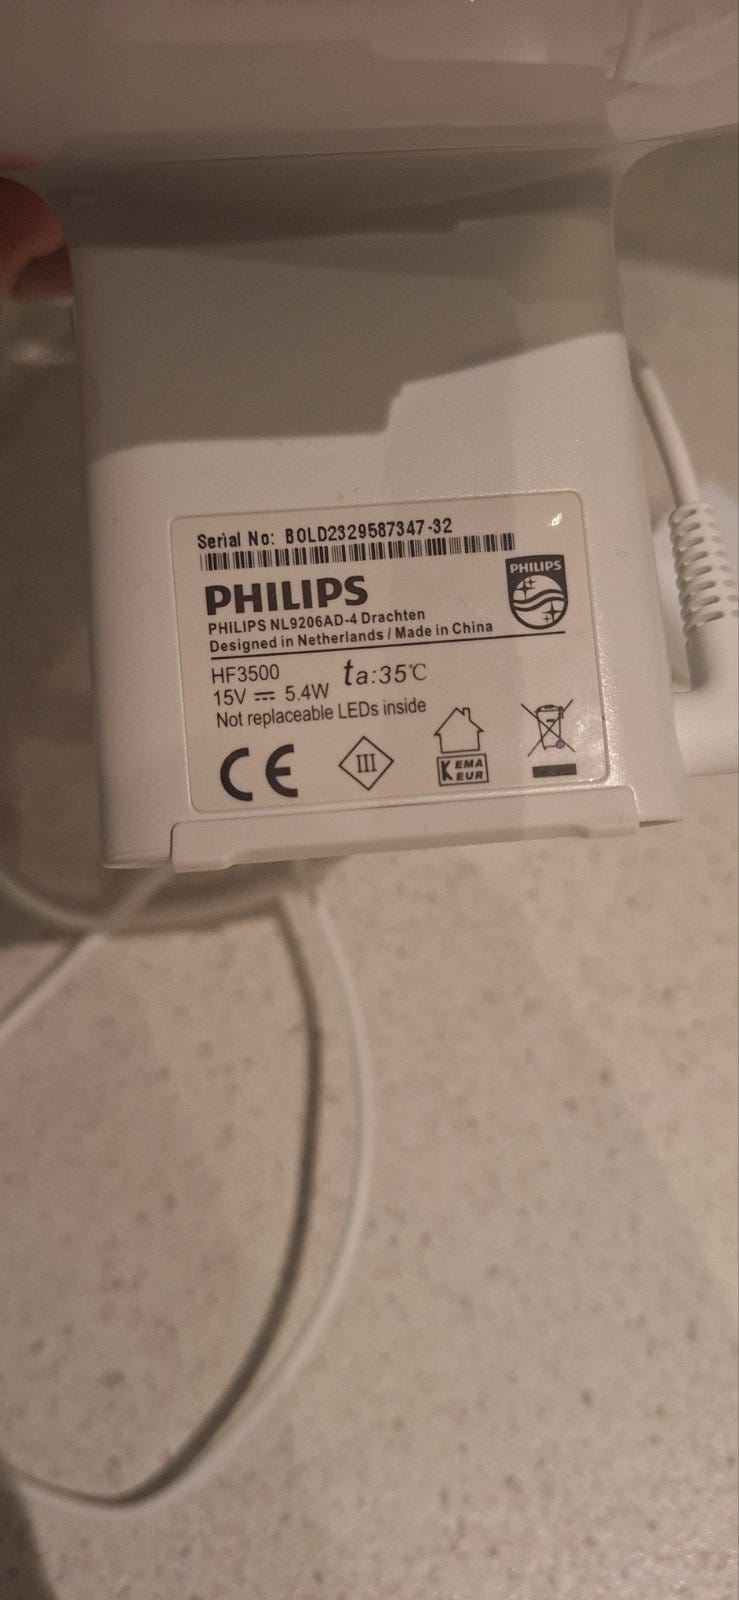 Serial No: BOLD2329587347-32
PHILIPS
PHILIPS
PHILIPS NL9206AD-4 Drachten
Designed in Netherlands / Made in China
HF3500
ta:35℃
15V ⎓ 5.4W
Not replaceable LEDs inside
CE
III
KEMA
KEUR